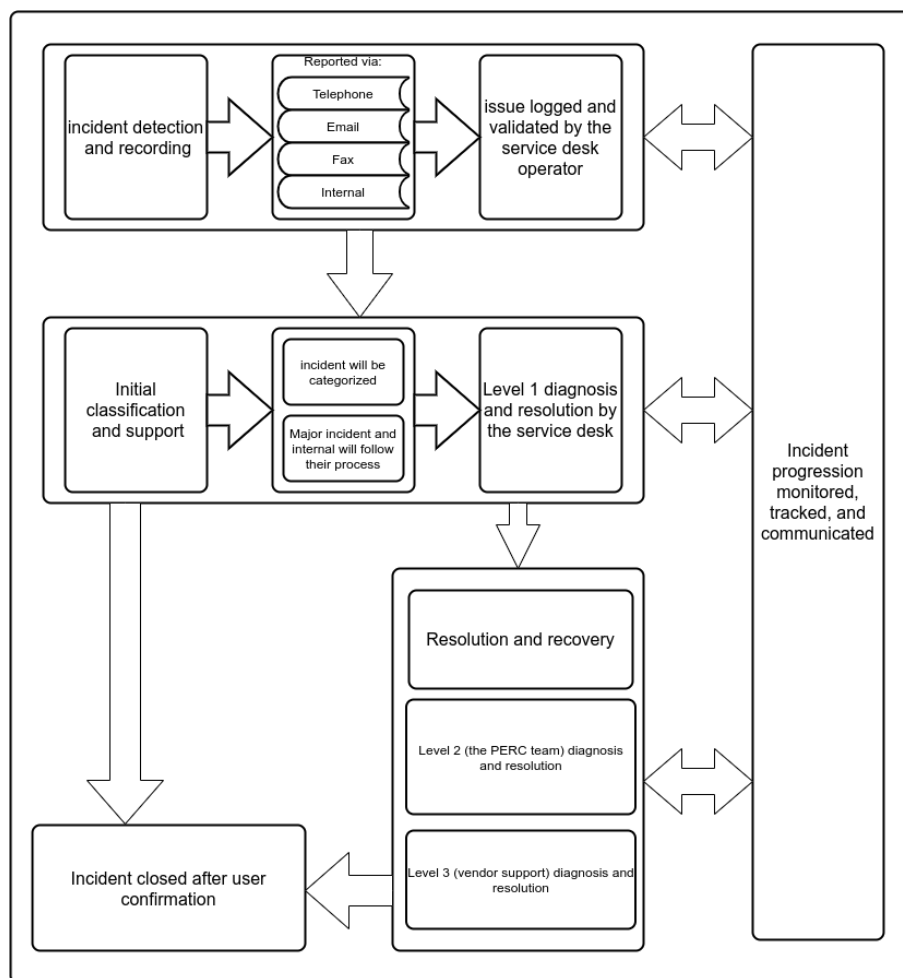 incident detection
and recording
Reported via:
Telephone
Email
Fax
Internal
issue logged and
validated by the
service desk
operator
Initial
classification
and support
incident will be
categorized
Major incident and
internal will follow
their process
Level 1 diagnosis
and resolution by
the service desk
Incident
progression
monitored,
tracked, and
communicated
Resolution and recovery
Level 2 (the PERC team) diagnosis
and resolution
Level 3 (vendor support) diagnosis and
resolution
Incident closed after user
confirmation